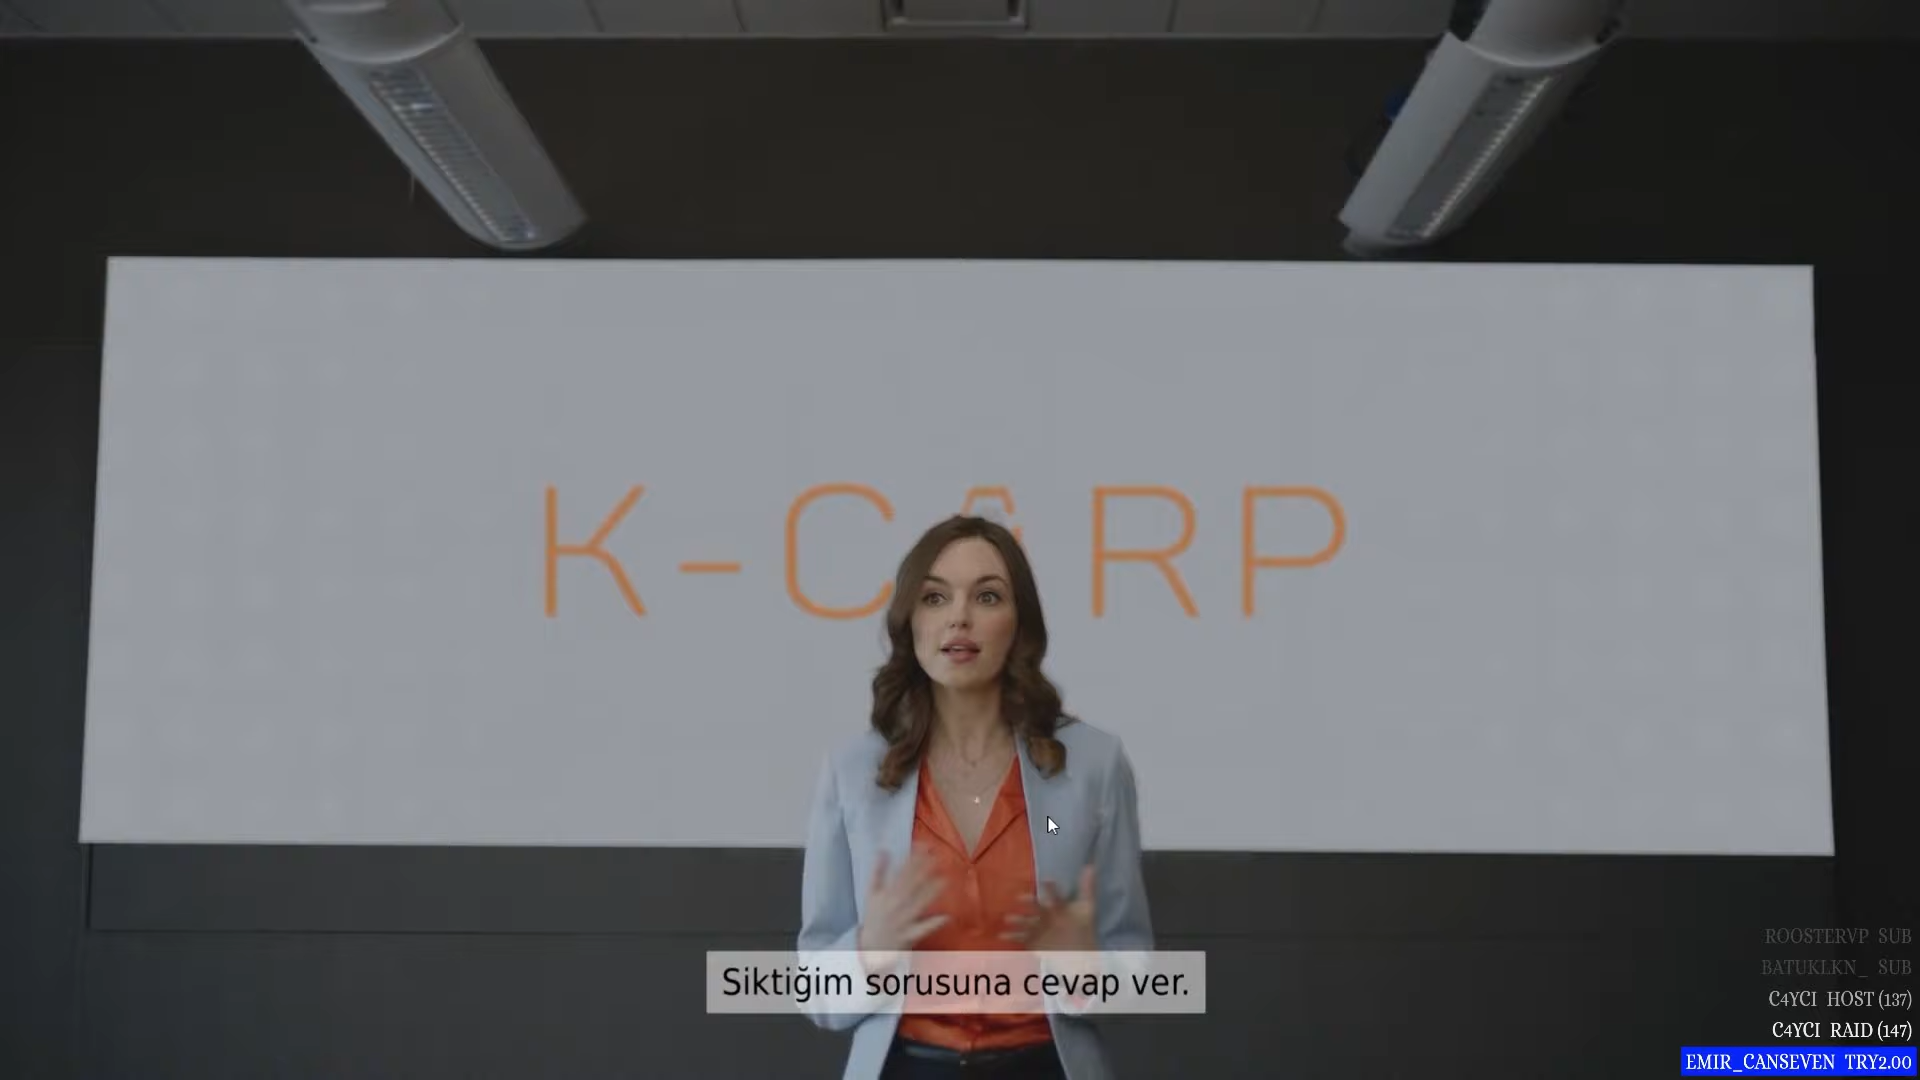 K-CARP
Siktiğim sorusuna cevap ver.
ROOSTERVP SUB
BATUKLKN_ SUB
C4YCI HOST (137)
C4YCI RAID (147)
EMIR_CANSEVEN TRY2.00